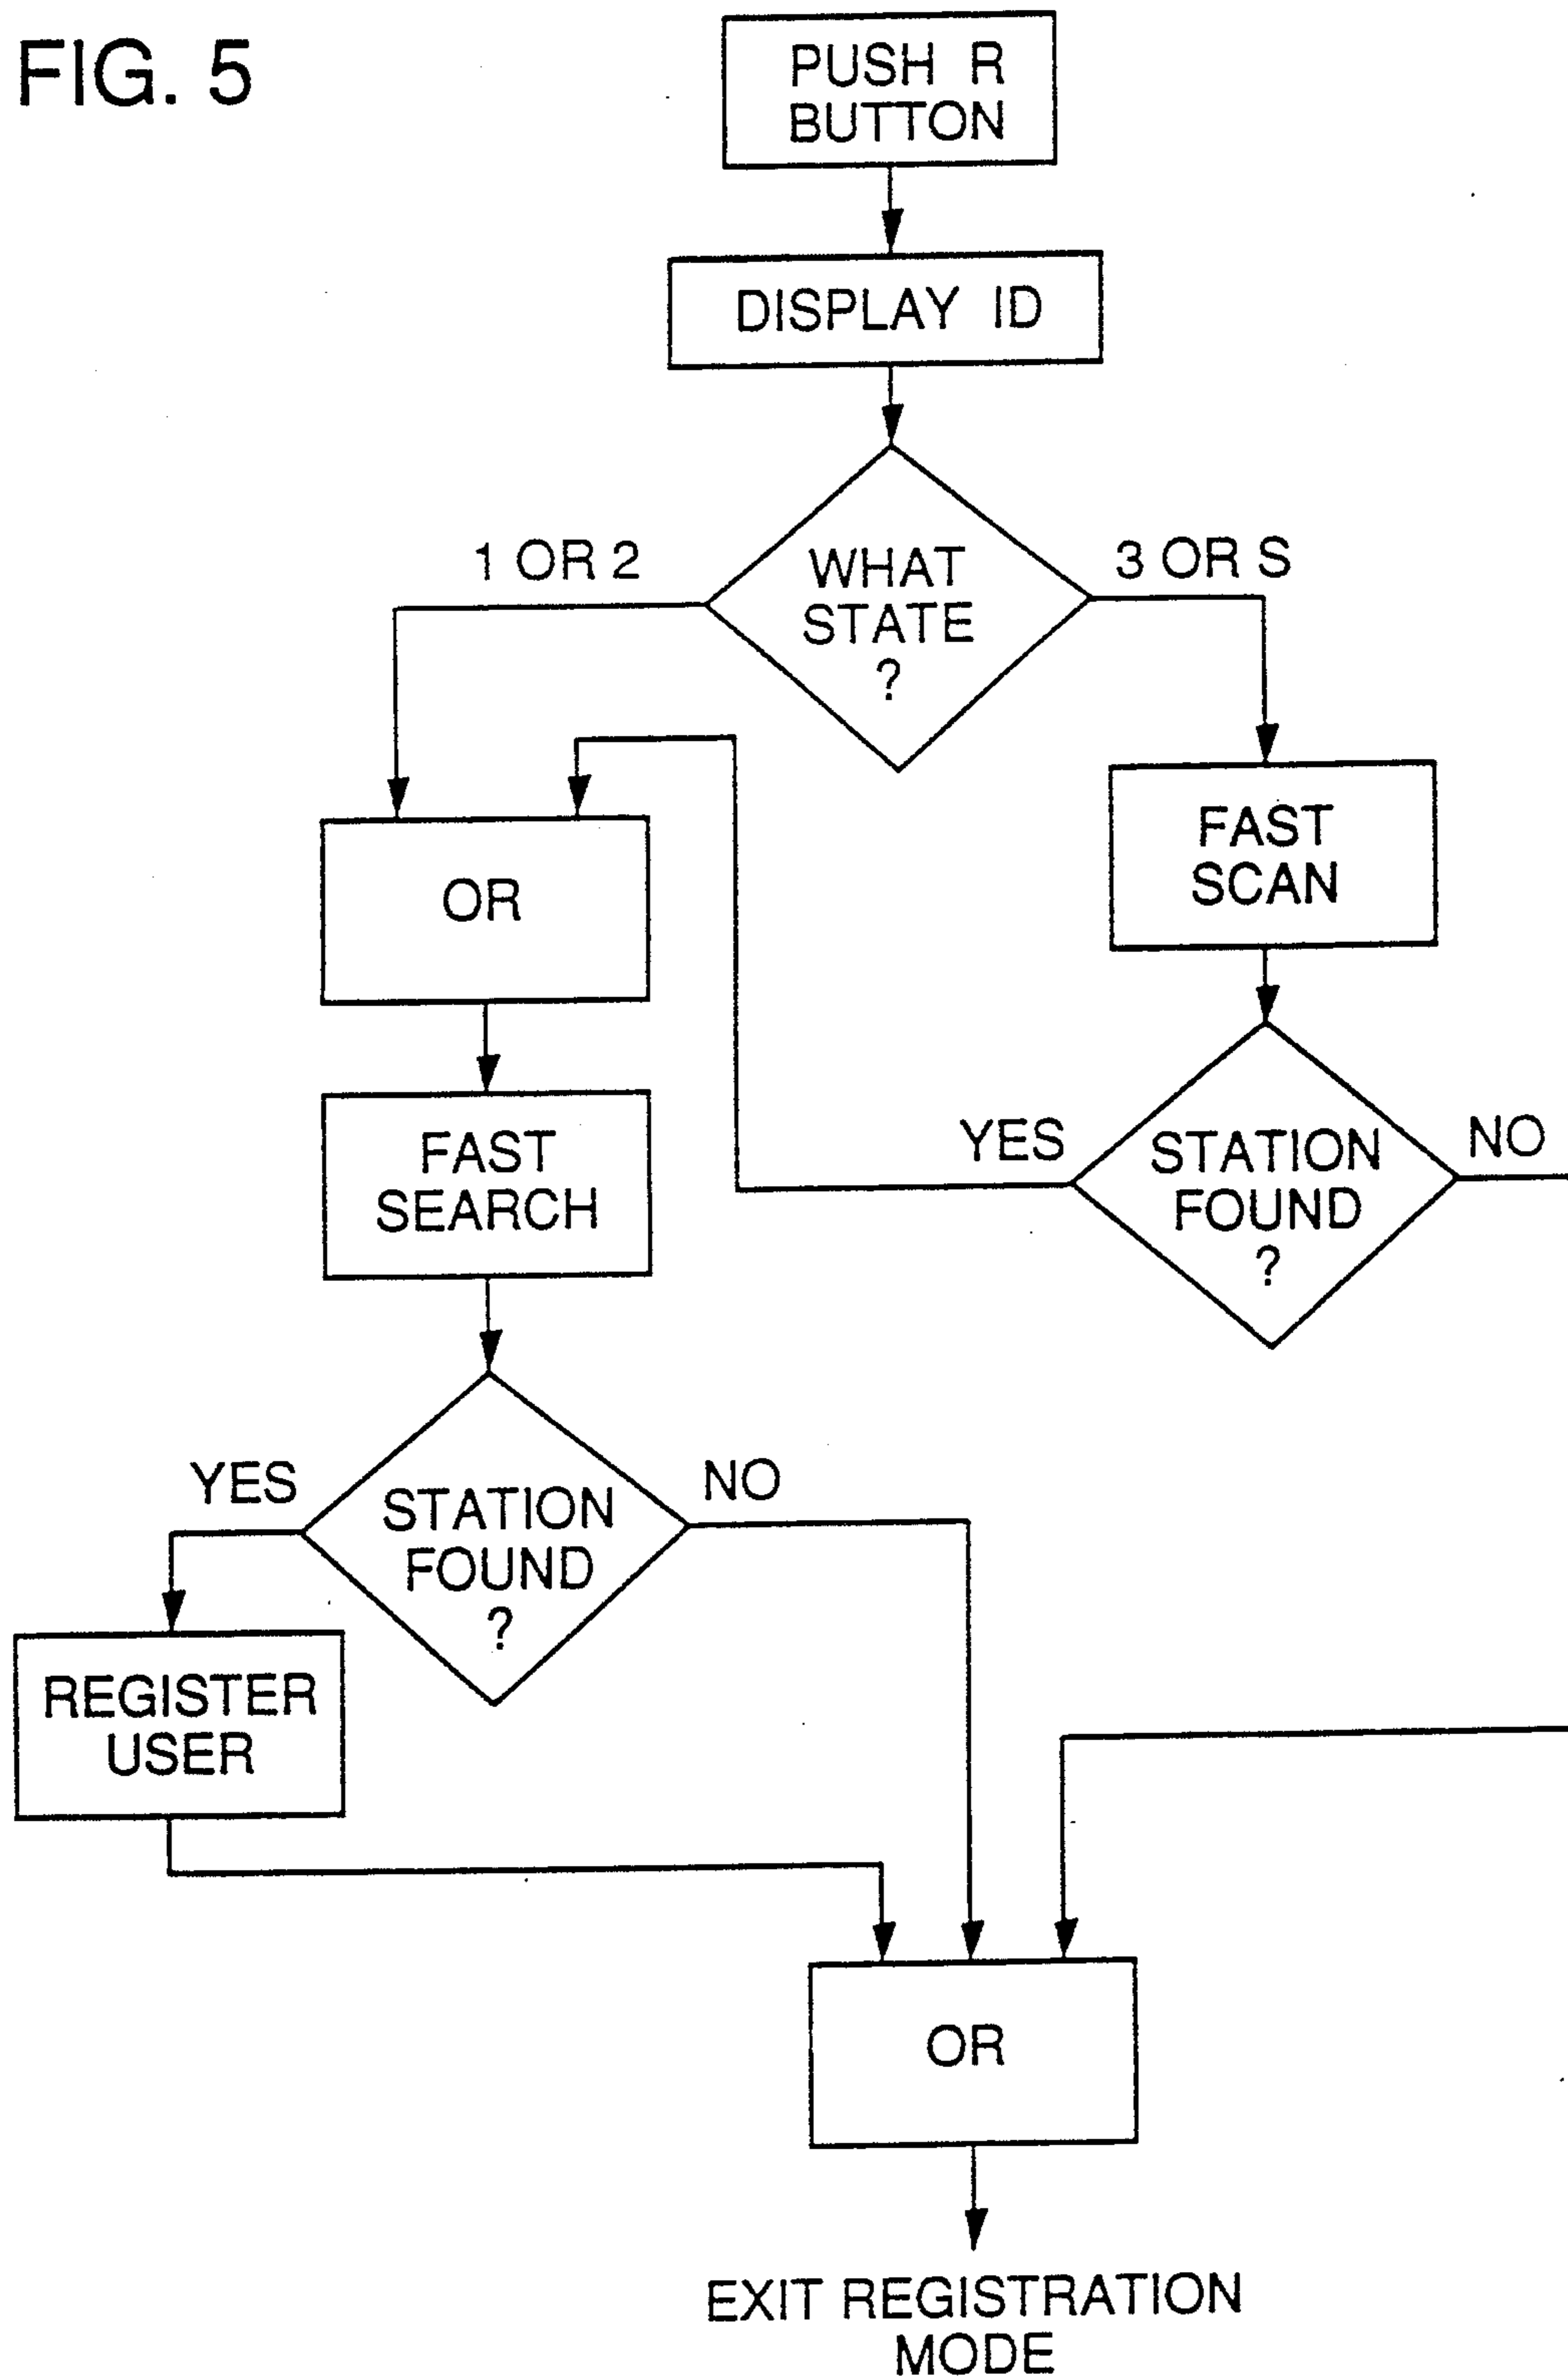 FIG. 5
PUSH R
BUTTON
DISPLAY ID
1 OR 2
WHAT
STATE
?
3 OR S
OR
FAST
SCAN
FAST
SEARCH
YES
STATION
FOUND
?
NO
YES
STATION
FOUND
?
NO
REGISTER
USER
OR
EXIT REGISTRATION
MODE